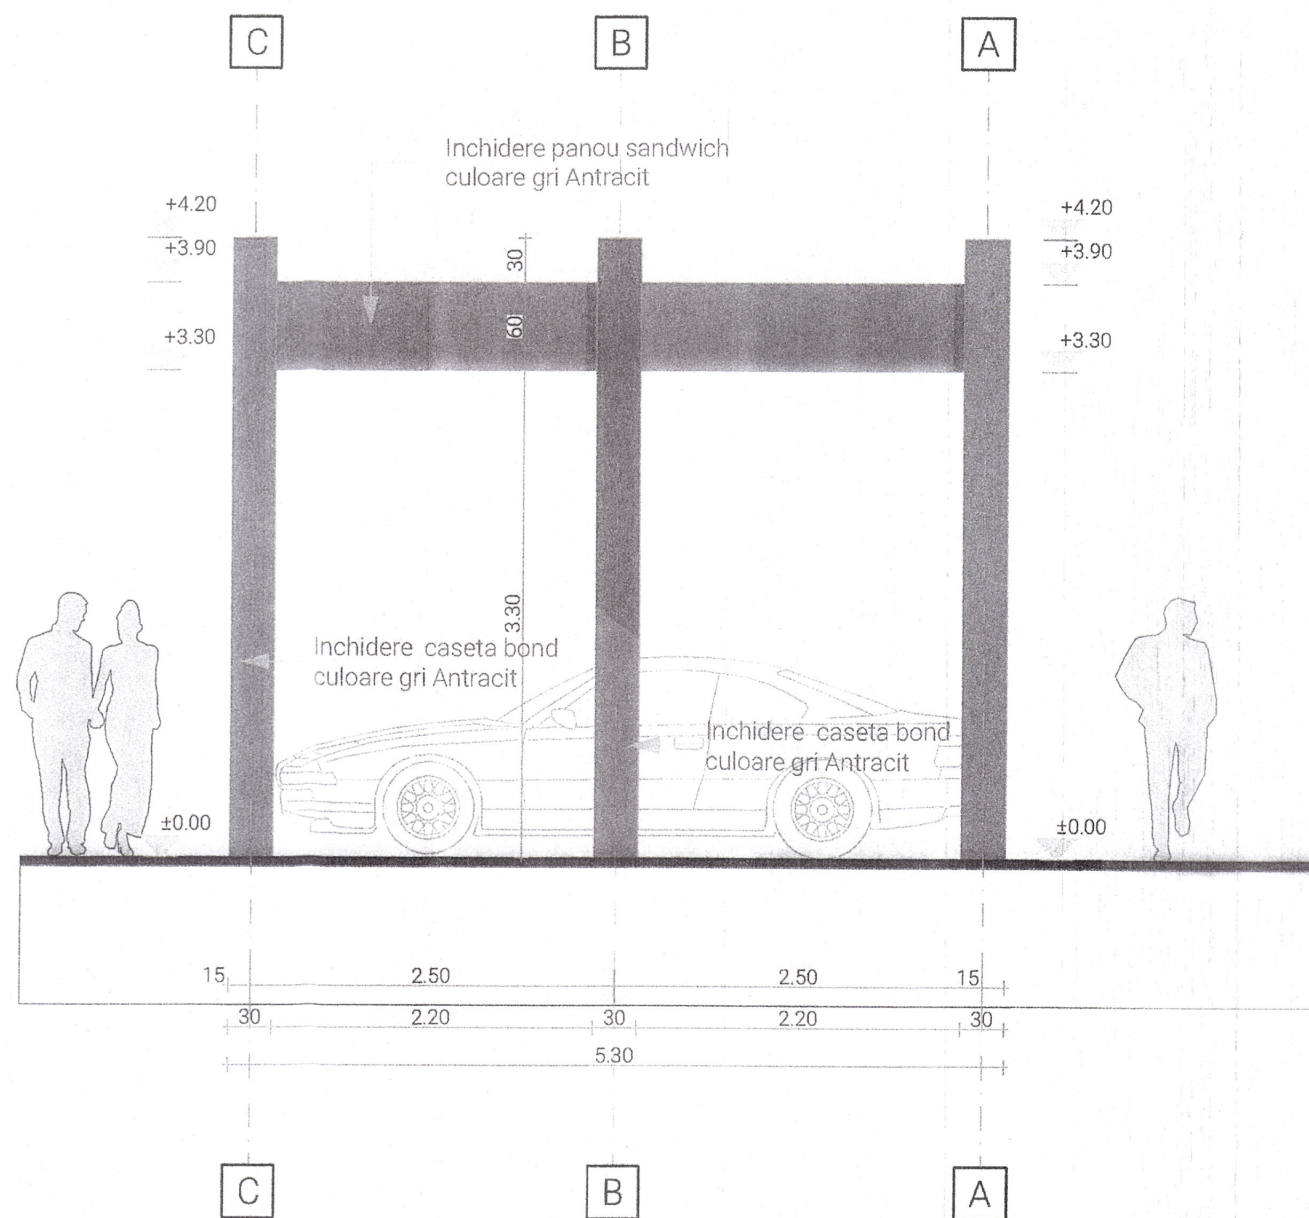 C B A
Inchidere panou sandwich
culoare gri Antracit
+4.20
+4.20
+3.90
+3.90
30
60
+3.30
+3.30
3.30
Inchidere caseta bond
culoare gri Antracit
Inchidere caseta bond
culoare gri Antracit
±0.00
±0.00
15 2.50 2.50 15
30 2.20 30 2.20 30
5.30
C B A